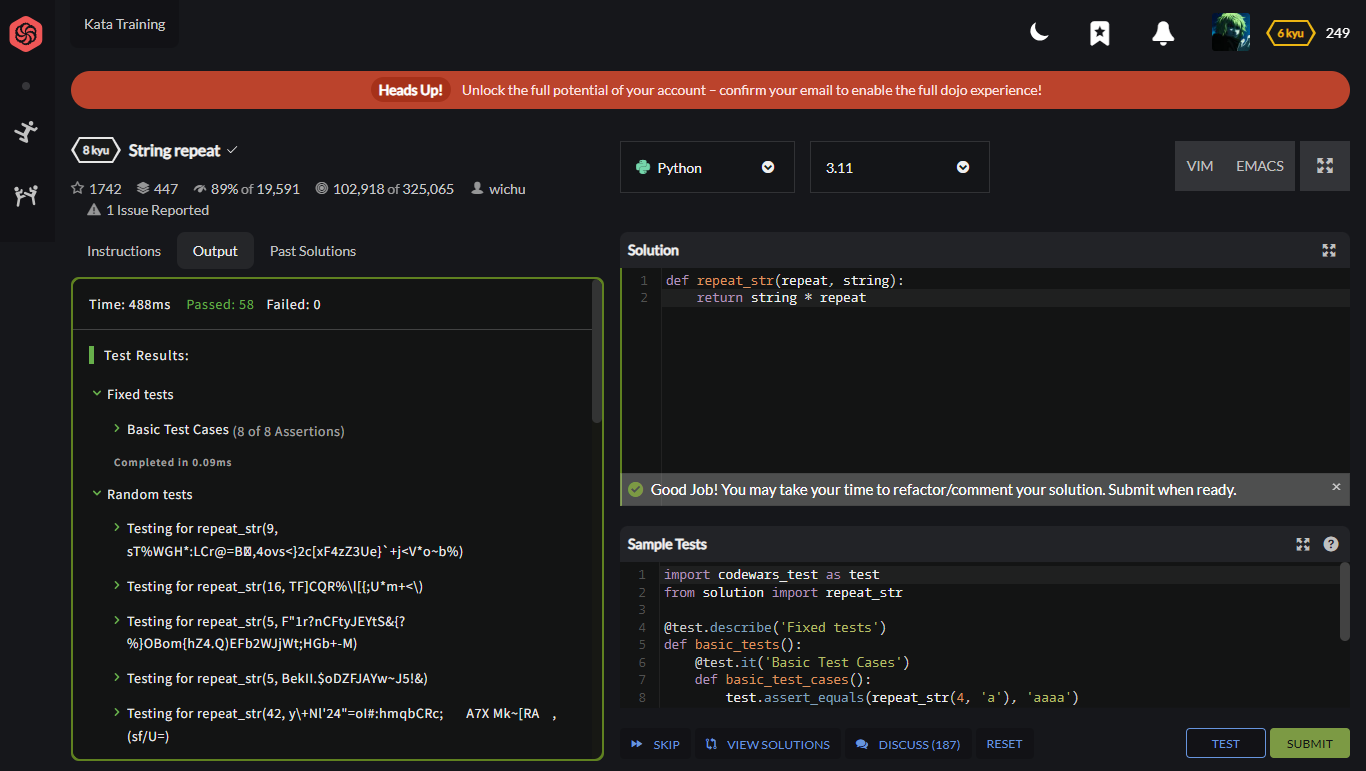 Kata Training
6 kyu 249
Heads Up! Unlock the full potential of your account – confirm your email to enable the full dojo experience!
8 kyu String repeat
1742 447 89% of 19,591 102,918 of 325,065 wichu
1 Issue Reported
Instructions Output Past Solutions
Time: 488ms Passed: 58 Failed: 0
Test Results:
Fixed tests
Basic Test Cases (8 of 8 Assertions)
Completed in 0.09ms
Random tests
Testing for repeat_str(9,
sT%WGH*:LCr@=B,4ovs<}2c[xF4zZ3Ue}`+j<V*o~b%)
Testing for repeat_str(16, TF]CQR%\l[{;U*m+<\)
Testing for repeat_str(5, F"1r?nCFtyJEYtS&{?
%}OBom{hZ4.Q)EFb2WJjWt;HGb+-M)
Testing for repeat_str(5, BekII.$oDZFJAYw~J5!&)
Testing for repeat_str(42, y\+Nl'24"=oI#:hmqbCRc; A7X Mk~[RA ,
(sf/U=)
Python 3.11 VIM EMACS
Solution
1 def repeat_str(repeat, string):
2 return string * repeat
Good Job! You may take your time to refactor/comment your solution. Submit when ready.
Sample Tests
1 import codewars_test as test
2 from solution import repeat_str
3
4 @test.describe('Fixed tests')
5 def basic_tests():
6 @test.it('Basic Test Cases')
7 def basic_test_cases():
8 test.assert_equals(repeat_str(4, 'a'), 'aaaa')
SKIP VIEW SOLUTIONS DISCUSS (187) RESET TEST SUBMIT